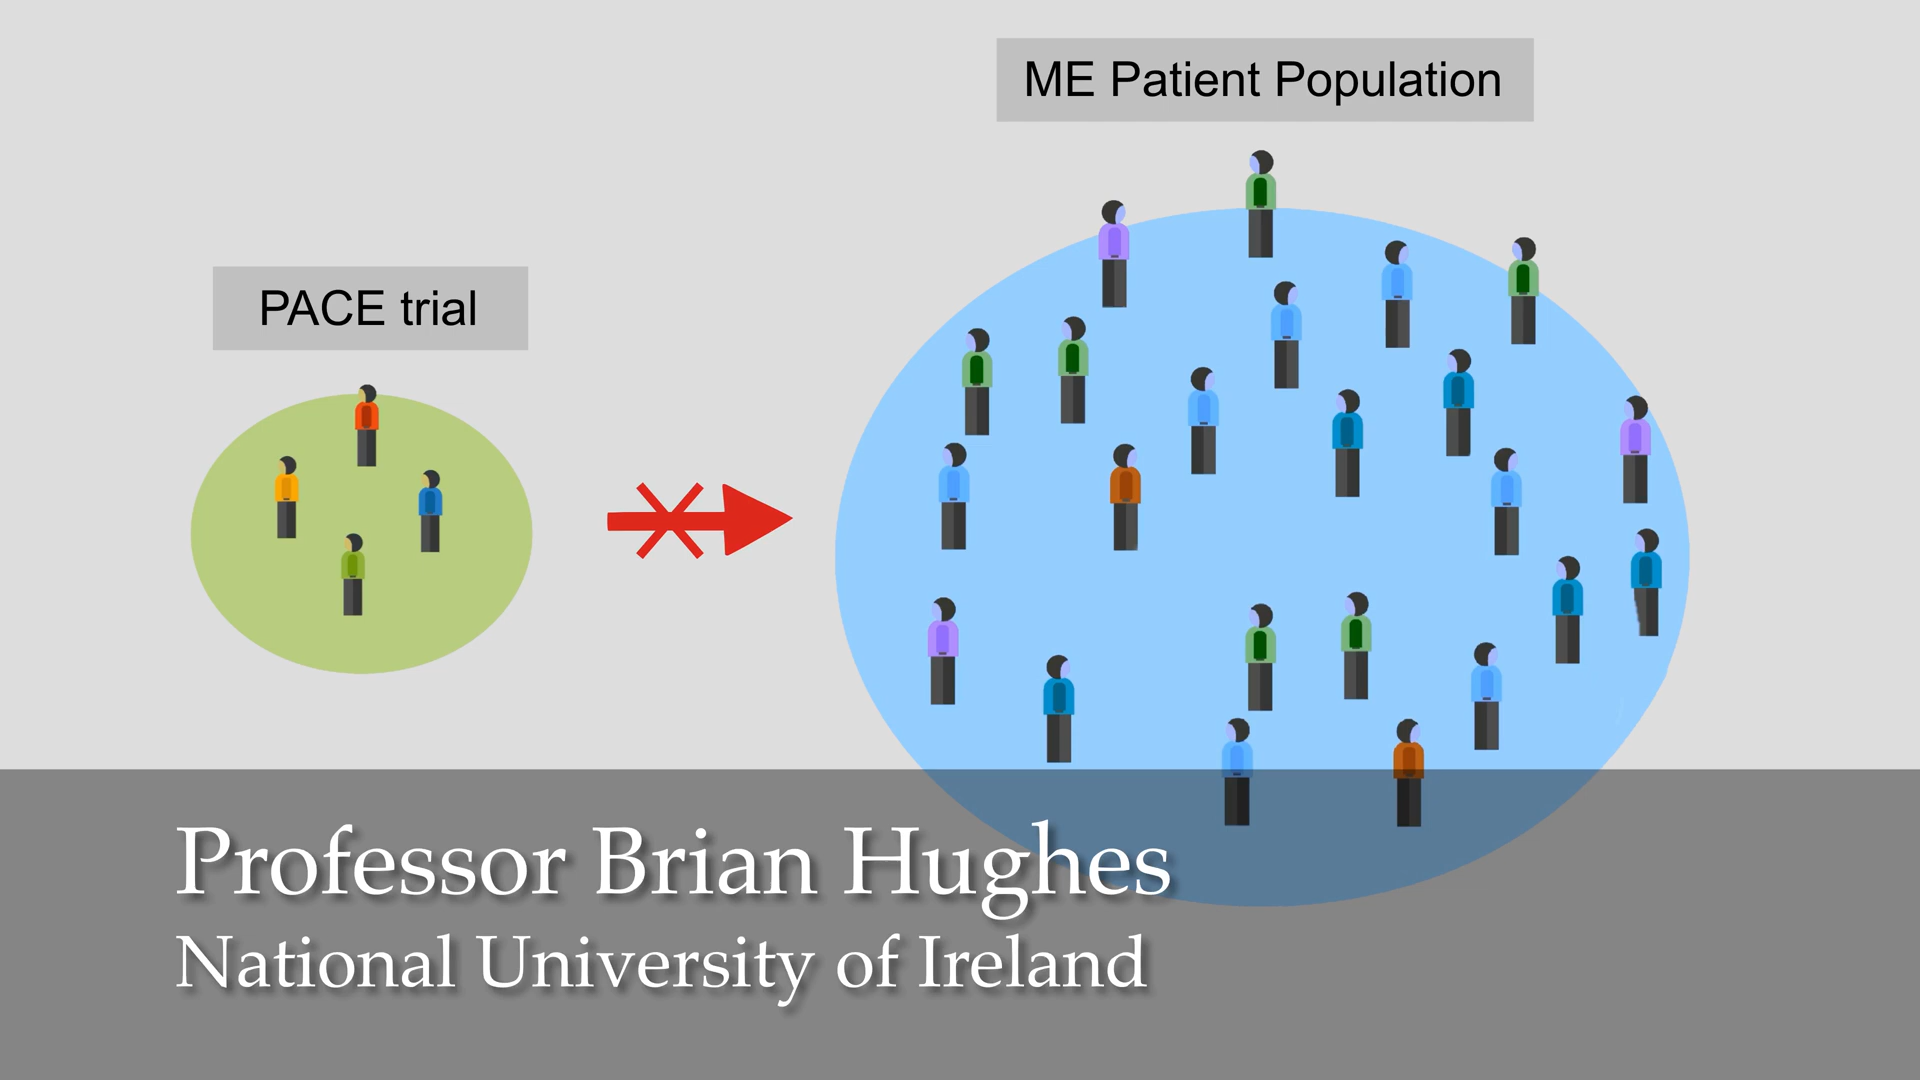 ME Patient Population
PACE trial
Professor Brian Hughes
National University of Ireland